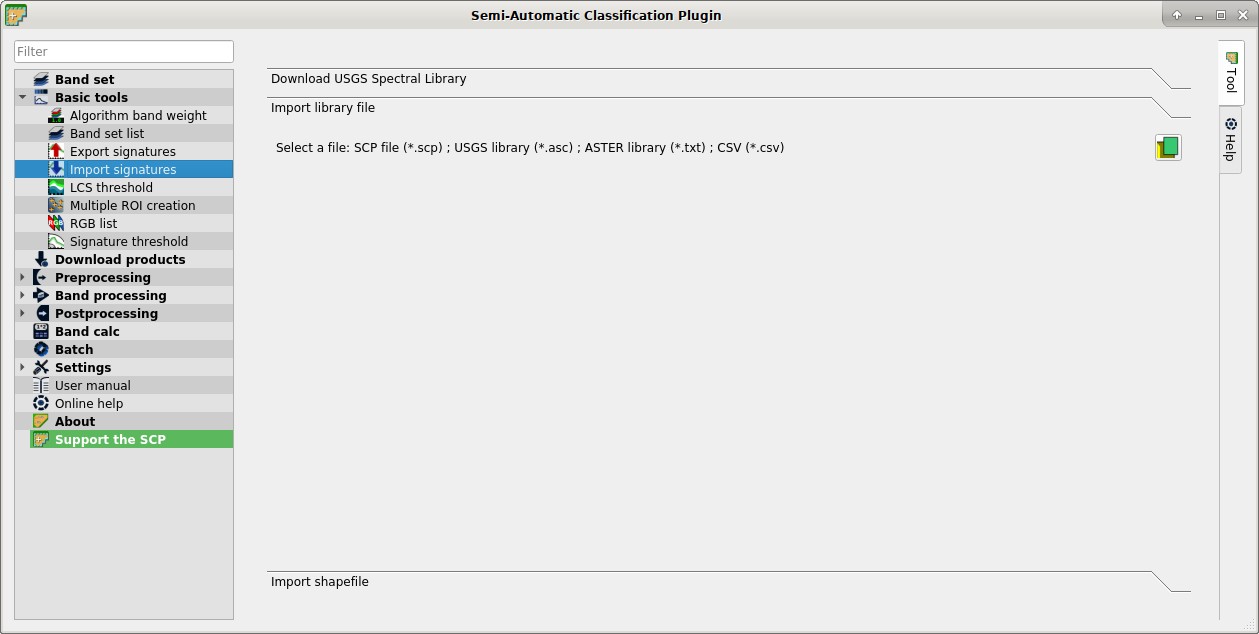 Semi-Automatic Classification Plugin
Filter
Band set
Basic tools
Algorithm band weight
Band set list
Export signatures
Import signatures
LCS threshold
Multiple ROI creation
RGB list
Signature threshold
Download products
Preprocessing
Band processing
Postprocessing
Band calc
Batch
Settings
User manual
Online help
About
Support the SCP
Download USGS Spectral Library
Import library file
Select a file: SCP file (*.scp) ; USGS library (*.asc) ; ASTER library (*.txt) ; CSV (*.csv)
Import shapefile
Tool
Help